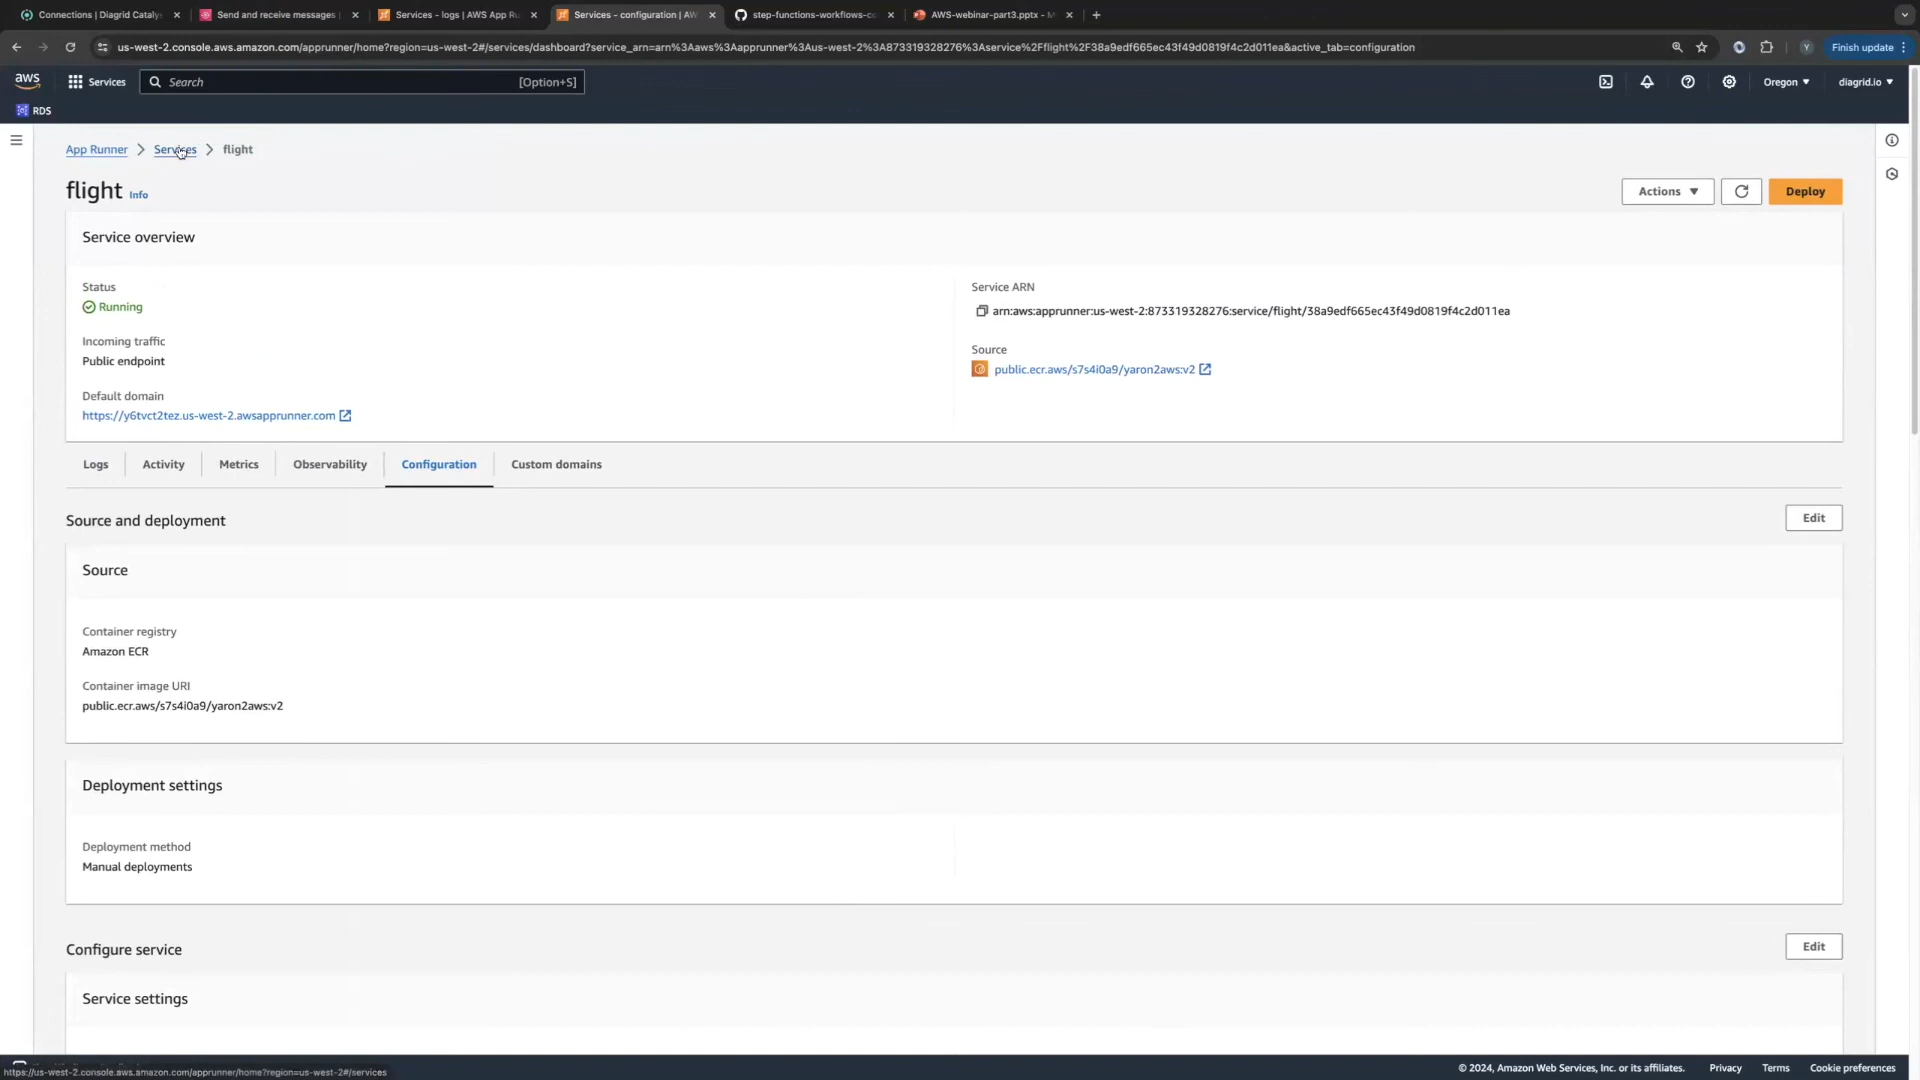 Connections | Diagrid Cataly
Send and receive messages |
Services - logs | AWS App Ru
Services - configuration | AW
step-functions-workflows-co
AWS-webinar-part3.pptx - M
us-west-2.console.aws.amazon.com/apprunner/home?region=us-west-2#/services/dashboard?service_arn=arn%3Aaws%3Aapprunner%3Aus-west-2%3A873319328276%3Aservice%2Fflight%2F38a9edf665ec43f49d0819f4c2d011ea&active_tab=configuration
Y
Finish update
aws
Services
Search
[Option+S]
Oregon
diagrid.io
RDS
App Runner
Services
flight
flight
Info
Actions
Deploy
Service overview
Status
Running
Incoming traffic
Public endpoint
Default domain
https://y6tvct2tez.us-west-2.awsapprunner.com
Service ARN
arn:aws:apprunner:us-west-2:873319328276:service/flight/38a9edf665ec43f49d0819f4c2d011ea
Source
public.ecr.aws/s7s4i0a9/yaron2aws:v2
Logs
Activity
Metrics
Observability
Configuration
Custom domains
Source and deployment
Edit
Source
Container registry
Amazon ECR
Container image URI
public.ecr.aws/s7s4i0a9/yaron2aws:v2
Deployment settings
Deployment method
Manual deployments
Configure service
Edit
Service settings
https://us-west-2.console.aws.amazon.com/apprunner/home?region=us-west-2#/services
© 2024, Amazon Web Services, Inc. or its affiliates.
Privacy
Terms
Cookie preferences